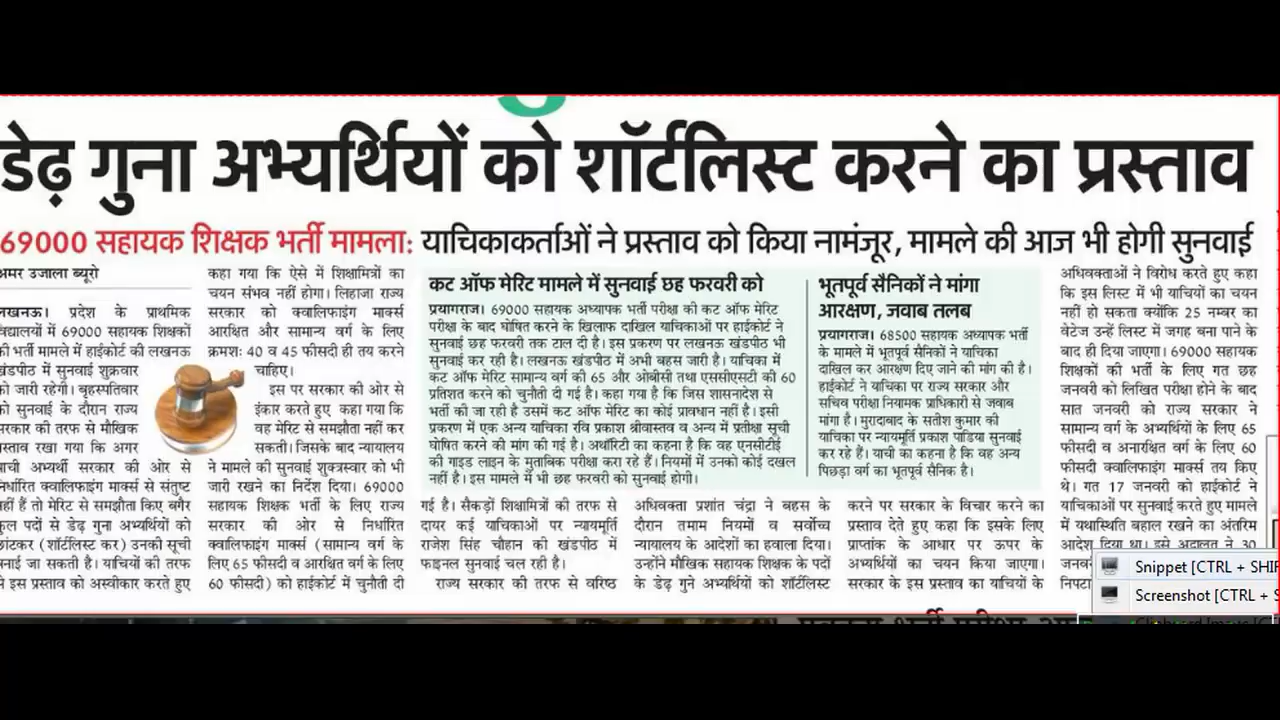 डेढ़ गुना अभ्यर्थियों को शॉर्टलिस्ट करने का प्रस्ताव
69000 सहायक शिक्षक भर्ती मामला: याचिकाकर्ताओं ने प्रस्ताव को किया नामंजूर, मामले की आज भी होगी सुनवाई
अमर उजाला ब्यूरो
लखनऊ। प्रदेश के प्राथमिक
विद्यालयों में 69000 सहायक शिक्षकों
की भर्ती मामले में हाईकोर्ट की लखनऊ
खंडपीठ में सुनवाई शुक्रवार
को जारी रहेगी। बृहस्पतिवार
को सुनवाई के दौरान राज्य
सरकार की तरफ से मौखिक
प्रस्ताव रखा गया कि अगर
याची अभ्यर्थी सरकार की ओर से
निर्धारित क्वालिफाइंग मार्क्स से संतुष्ट
नहीं हैं तो मेरिट से समझौता किए बगैर
कुल पदों से डेढ़ गुना अभ्यर्थियों को
छांटकर (शॉर्टलिस्ट कर) उनकी सूची
बनाई जा सकती है। याचियों की तरफ
से इस प्रस्ताव को अस्वीकार करते हुए
कहा गया कि ऐसे में शिक्षामित्रों का
चयन संभव नहीं होगा। लिहाजा राज्य
सरकार को क्वालिफाइंग मार्क्स
आरक्षित और सामान्य वर्ग के लिए
क्रमश: 40 व 45 फीसदी ही तय करने
चाहिए।
इस पर सरकार की ओर से
इंकार करते हुए कहा गया कि
वह मेरिट से समझौता नहीं कर
सकती। जिसके बाद न्यायालय
ने मामले की सुनवाई शुक्रस्वार को भी
जारी रखने का निर्देश दिया। 69000
सहायक शिक्षक भर्ती के लिए राज्य
सरकार की ओर से निर्धारित
क्वालिफाइंग मार्क्स (सामान्य वर्ग के
लिए 65 फीसदी व आरक्षित वर्ग के लिए
60 फीसदी) को हाईकोर्ट में चुनौती दी
कट ऑफ मेरिट मामले में सुनवाई छह फरवरी को
प्रयागराज। 69000 सहायक अध्यापक भर्ती परीक्षा की कट ऑफ मेरिट
परीक्षा के बाद घोषित करने के खिलाफ दाखिल याचिकाओं पर हाईकोर्ट ने
सुनवाई छह फरवरी तक टाल दी है। इस प्रकरण पर लखनऊ खंडपीठ भी
सुनवाई कर रही है। लखनऊ खंडपीठ में अभी बहस जारी है। याचिका में
कट ऑफ मेरिट सामान्य वर्ग की 65 और ओबीसी तथा एससीएसटी की 60
प्रतिशत करने को चुनौती दी गई है। कहा गया है कि जिस शासनादेश से
भर्ती की जा रही है उसमें कट ऑफ मेरिट का कोई प्रावधान नहीं है। इसी
प्रकरण में एक अन्य याचिका रवि प्रकाश श्रीवास्तव व अन्य में प्रतीक्षा सूची
घोषित करने की मांग की गई है। अथॉरिटी का कहना है कि वह एनसीटीई
की गाइड लाइन के मुताबिक परीक्षा करा रहे हैं। नियमों में उनको कोई दखल
नहीं है। इस मामले में भी छह फरवरी को सुनवाई होगी।
भूतपूर्व सैनिकों ने मांगा
आरक्षण, जवाब तलब
प्रयागराज। 68500 सहायक अध्यापक भर्ती
के मामले में भूतपूर्व सैनिकों ने याचिका
दाखिल कर आरक्षण दिए जाने की मांग की है।
हाईकोर्ट ने याचिका पर राज्य सरकार और
सचिव परीक्षा नियामक प्राधिकारी से जवाब
मांगा है। मुरादाबाद के सतीश कुमार की
याचिका पर न्यायमूर्ति प्रकाश पाडिया सुनवाई
कर रहे हैं। याची का कहना है कि वह अन्य
पिछड़ा वर्ग का भूतपूर्व सैनिक है।
गई है। सैकड़ों शिक्षामित्रों की तरफ से
दायर कई याचिकाओं पर न्यायमूर्ति
राजेश सिंह चौहान की खंडपीठ में
फाइनल सुनवाई चल रही है।
राज्य सरकार की तरफ से वरिष्ठ
अधिवक्ता प्रशांत चंद्रा ने बहस के
दौरान तमाम नियमों व सर्वोच्च
न्यायालय के आदेशों का हवाला दिया।
उन्होंने मौखिक सहायक शिक्षक के पदों
के डेढ़ गुने अभ्यर्थियों को शॉर्टलिस्ट
करने पर सरकार के विचार करने का
प्रस्ताव देते हुए कहा कि इसके लिए
प्राप्तांक के आधार पर ऊपर के
अभ्यर्थियों का चयन किया जाएगा।
सरकार के इस प्रस्ताव का याचियों के
अधिवक्ताओं ने विरोध करते हुए कहा
कि इस लिस्ट में भी याचियों का चयन
नहीं हो सकता क्योंकि 25 नम्बर का
वेटेज उन्हें लिस्ट में जगह बना पाने के
बाद ही दिया जाएगा। 69000 सहायक
शिक्षकों की भर्ती के लिए गत छह
जनवरी को लिखित परीक्षा होने के बाद
सात जनवरी को राज्य सरकार ने
सामान्य वर्ग के अभ्यर्थियों के लिए 65
फीसदी व अनारक्षित वर्ग के लिए 60
फीसदी क्वालिफाइंग मार्क्स तय किए
थे। गत 17 जनवरी को हाईकोर्ट ने
याचिकाओं पर सुनवाई करते हुए मामले
में यथास्थिति बहाल रखने का अंतरिम
आदेश दिया था। इसे अदालत ने 30
जनव
निपटा
Snippet [CTRL + SHIF
Screenshot [CTRL + S